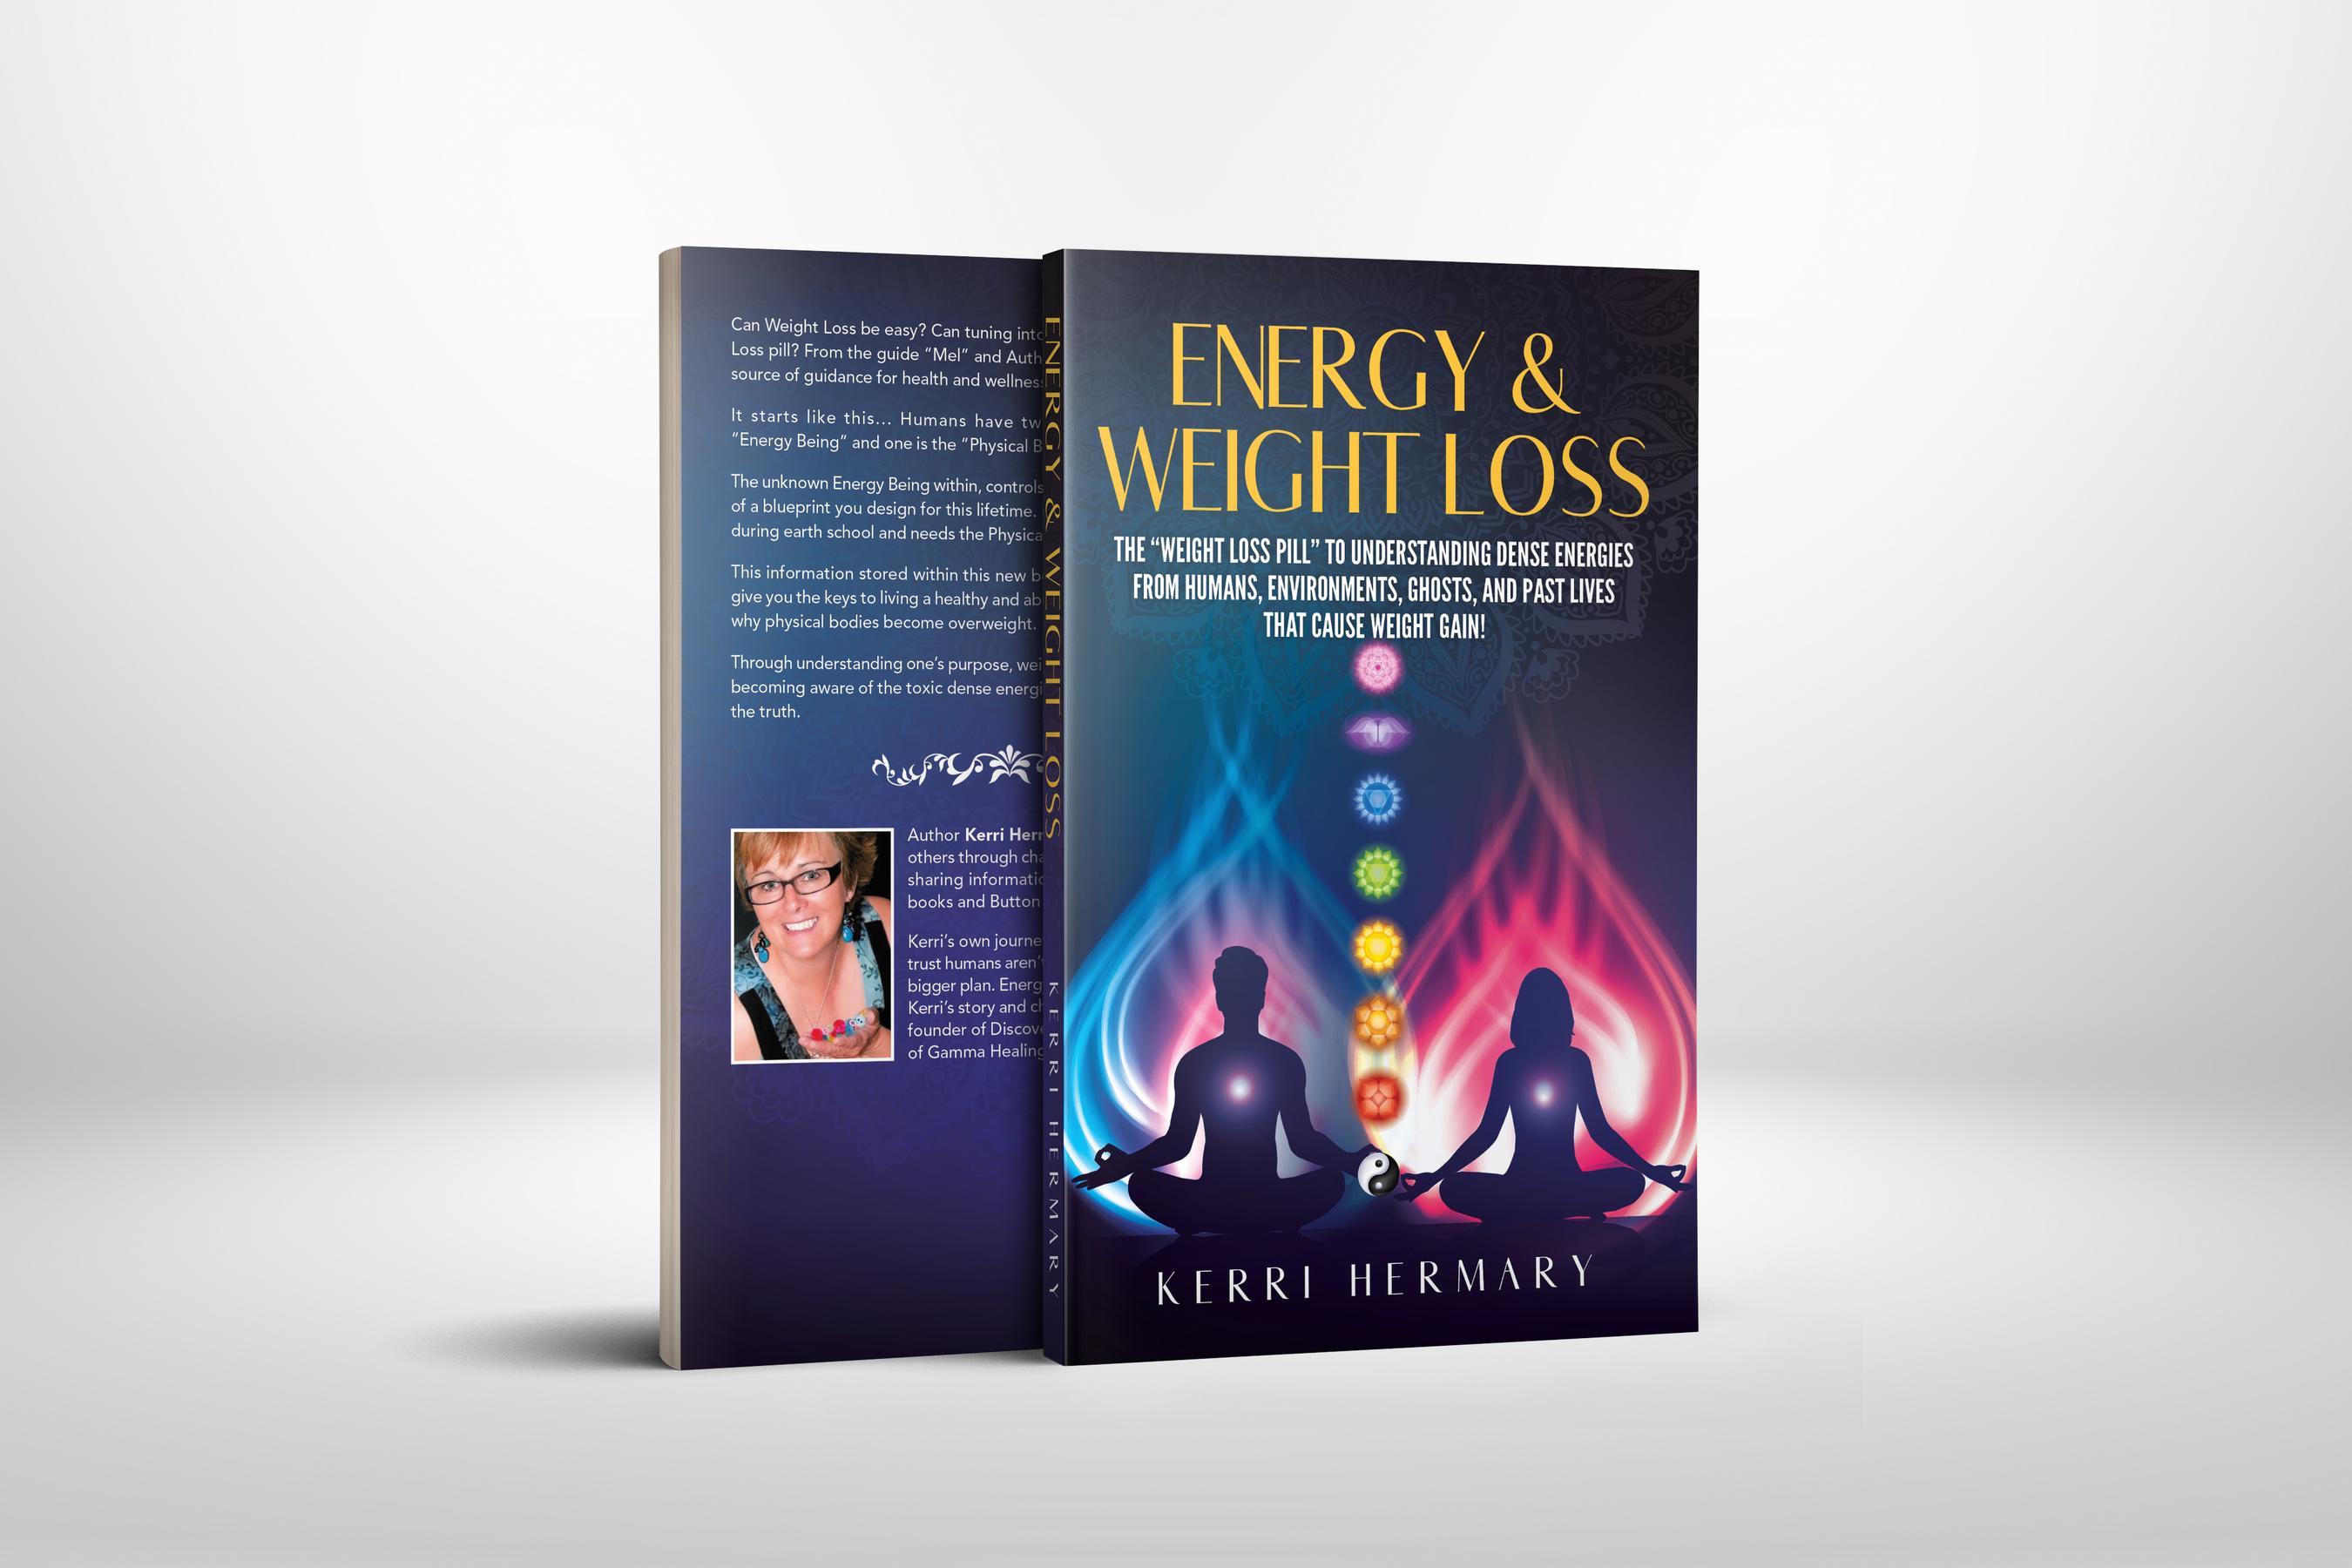 Can Weight Loss be easy? Can tuning into
Loss pill? From the guide “Mel” and Auth
source of guidance for health and wellness
It starts like this... Humans have tw
“Energy Being” and one is the “Physical B
The unknown Energy Being within, controls
of a blueprint you design for this lifetime.
during earth school and needs the Physica
This information stored within this new b
give you the keys to living a healthy and ab
why physical bodies become overweight.
Through understanding one’s purpose, wei
becoming aware of the toxic dense energi
the truth.
Author Kerri Her
others through cha
sharing informatio
books and Button
Kerri’s own journe
trust humans aren’t
bigger plan. Energ
Kerri’s story and ch
founder of Discove
of Gamma Healing
ENERGY & WEIGHT LOSS
KERRI HERMARY
ENERGY &
WEIGHT LOSS
THE “WEIGHT LOSS PILL” TO UNDERSTANDING DENSE ENERGIES
FROM HUMANS, ENVIRONMENTS, GHOSTS, AND PAST LIVES
THAT CAUSE WEIGHT GAIN!
KERRI HERMARY